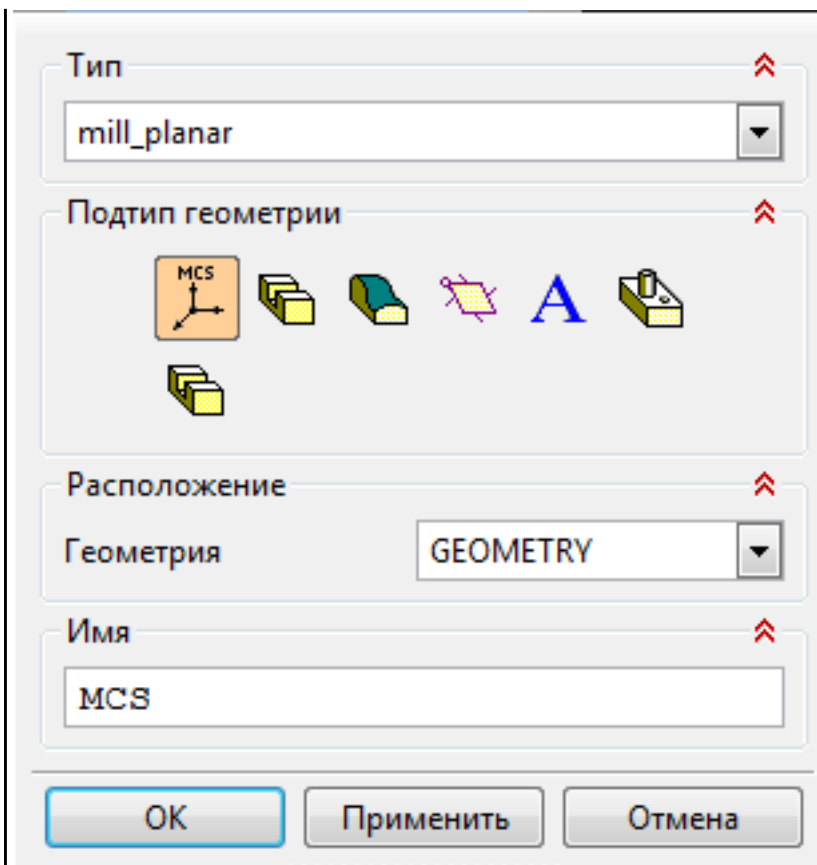 Тип
mill_planar
Подтип геометрии
MCS
A
Расположение
Геометрия GEOMETRY
Имя
MCS
OK Применить Отмена